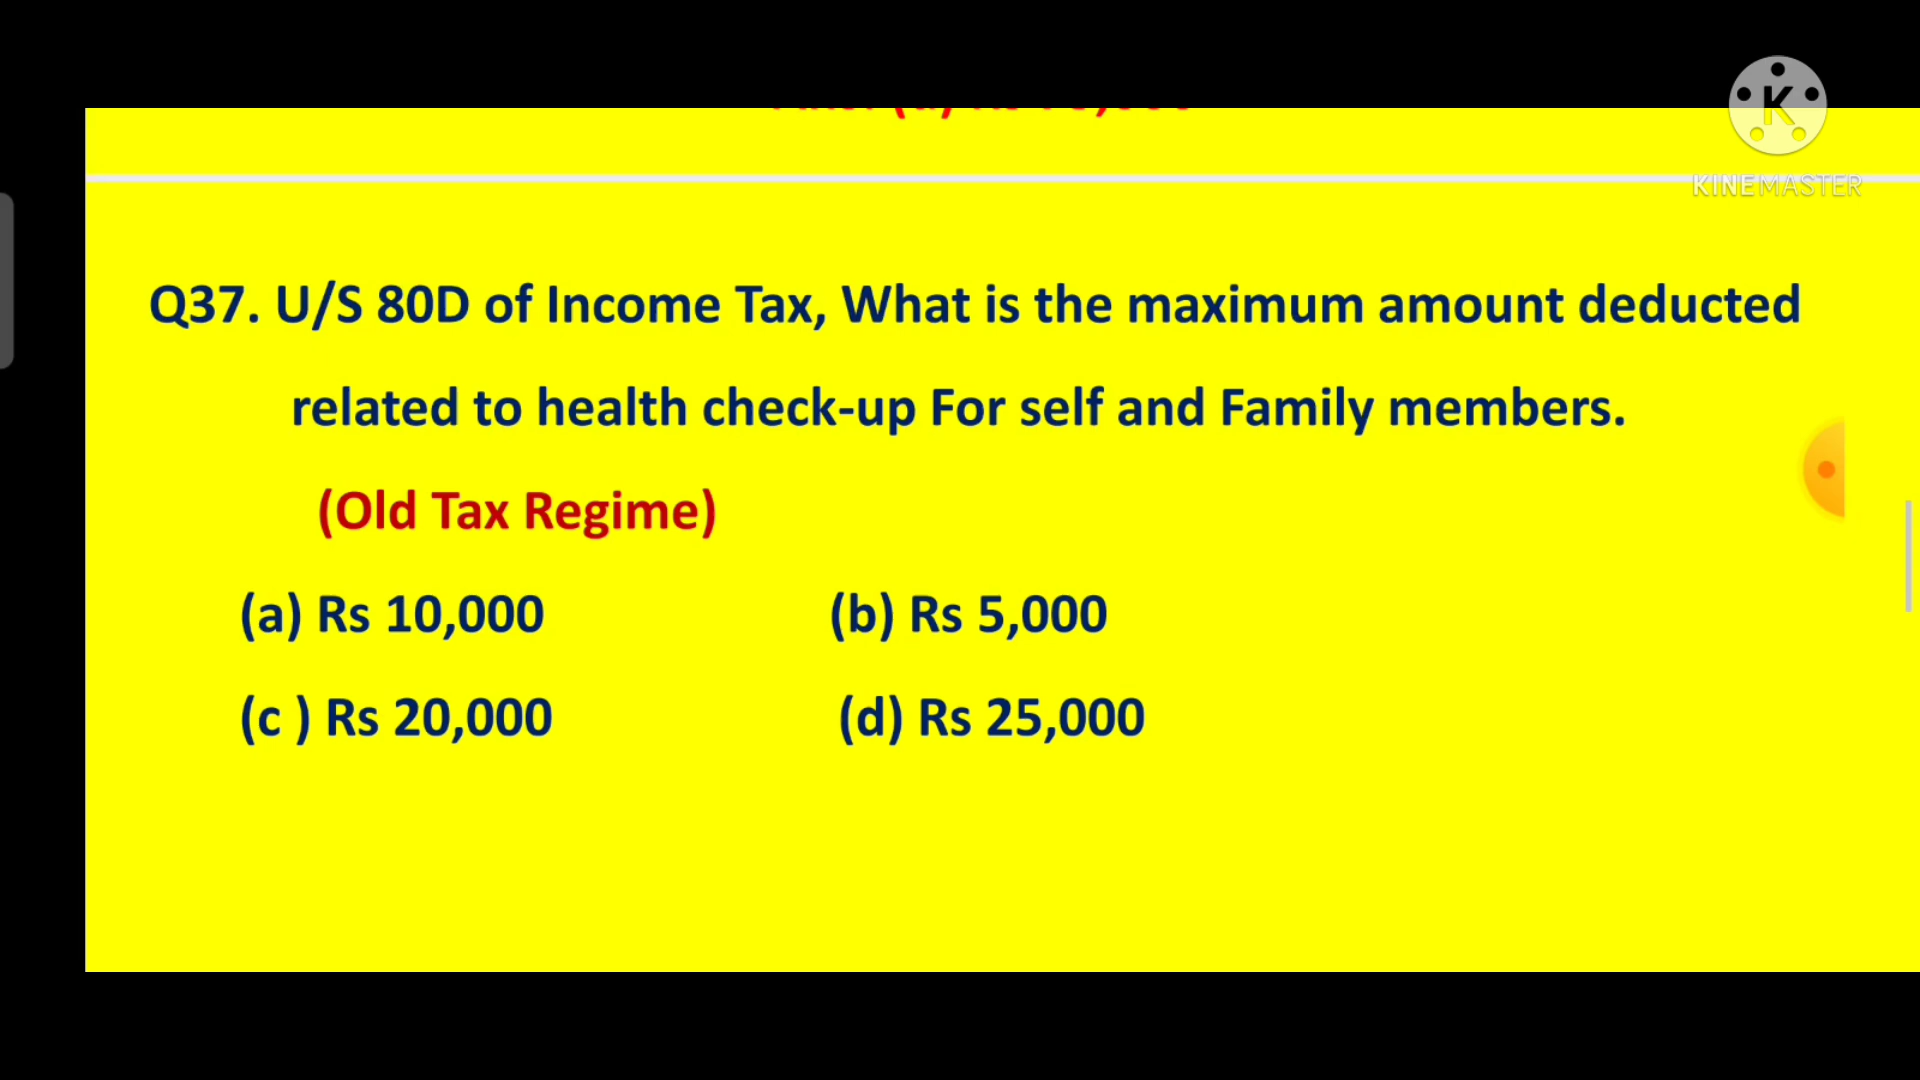 KINEMASTER
Q37. U/S 80D of Income Tax, What is the maximum amount deducted
related to health check-up For self and Family members.
(Old Tax Regime)
(a) Rs 10,000 (b) Rs 5,000
(c ) Rs 20,000 (d) Rs 25,000